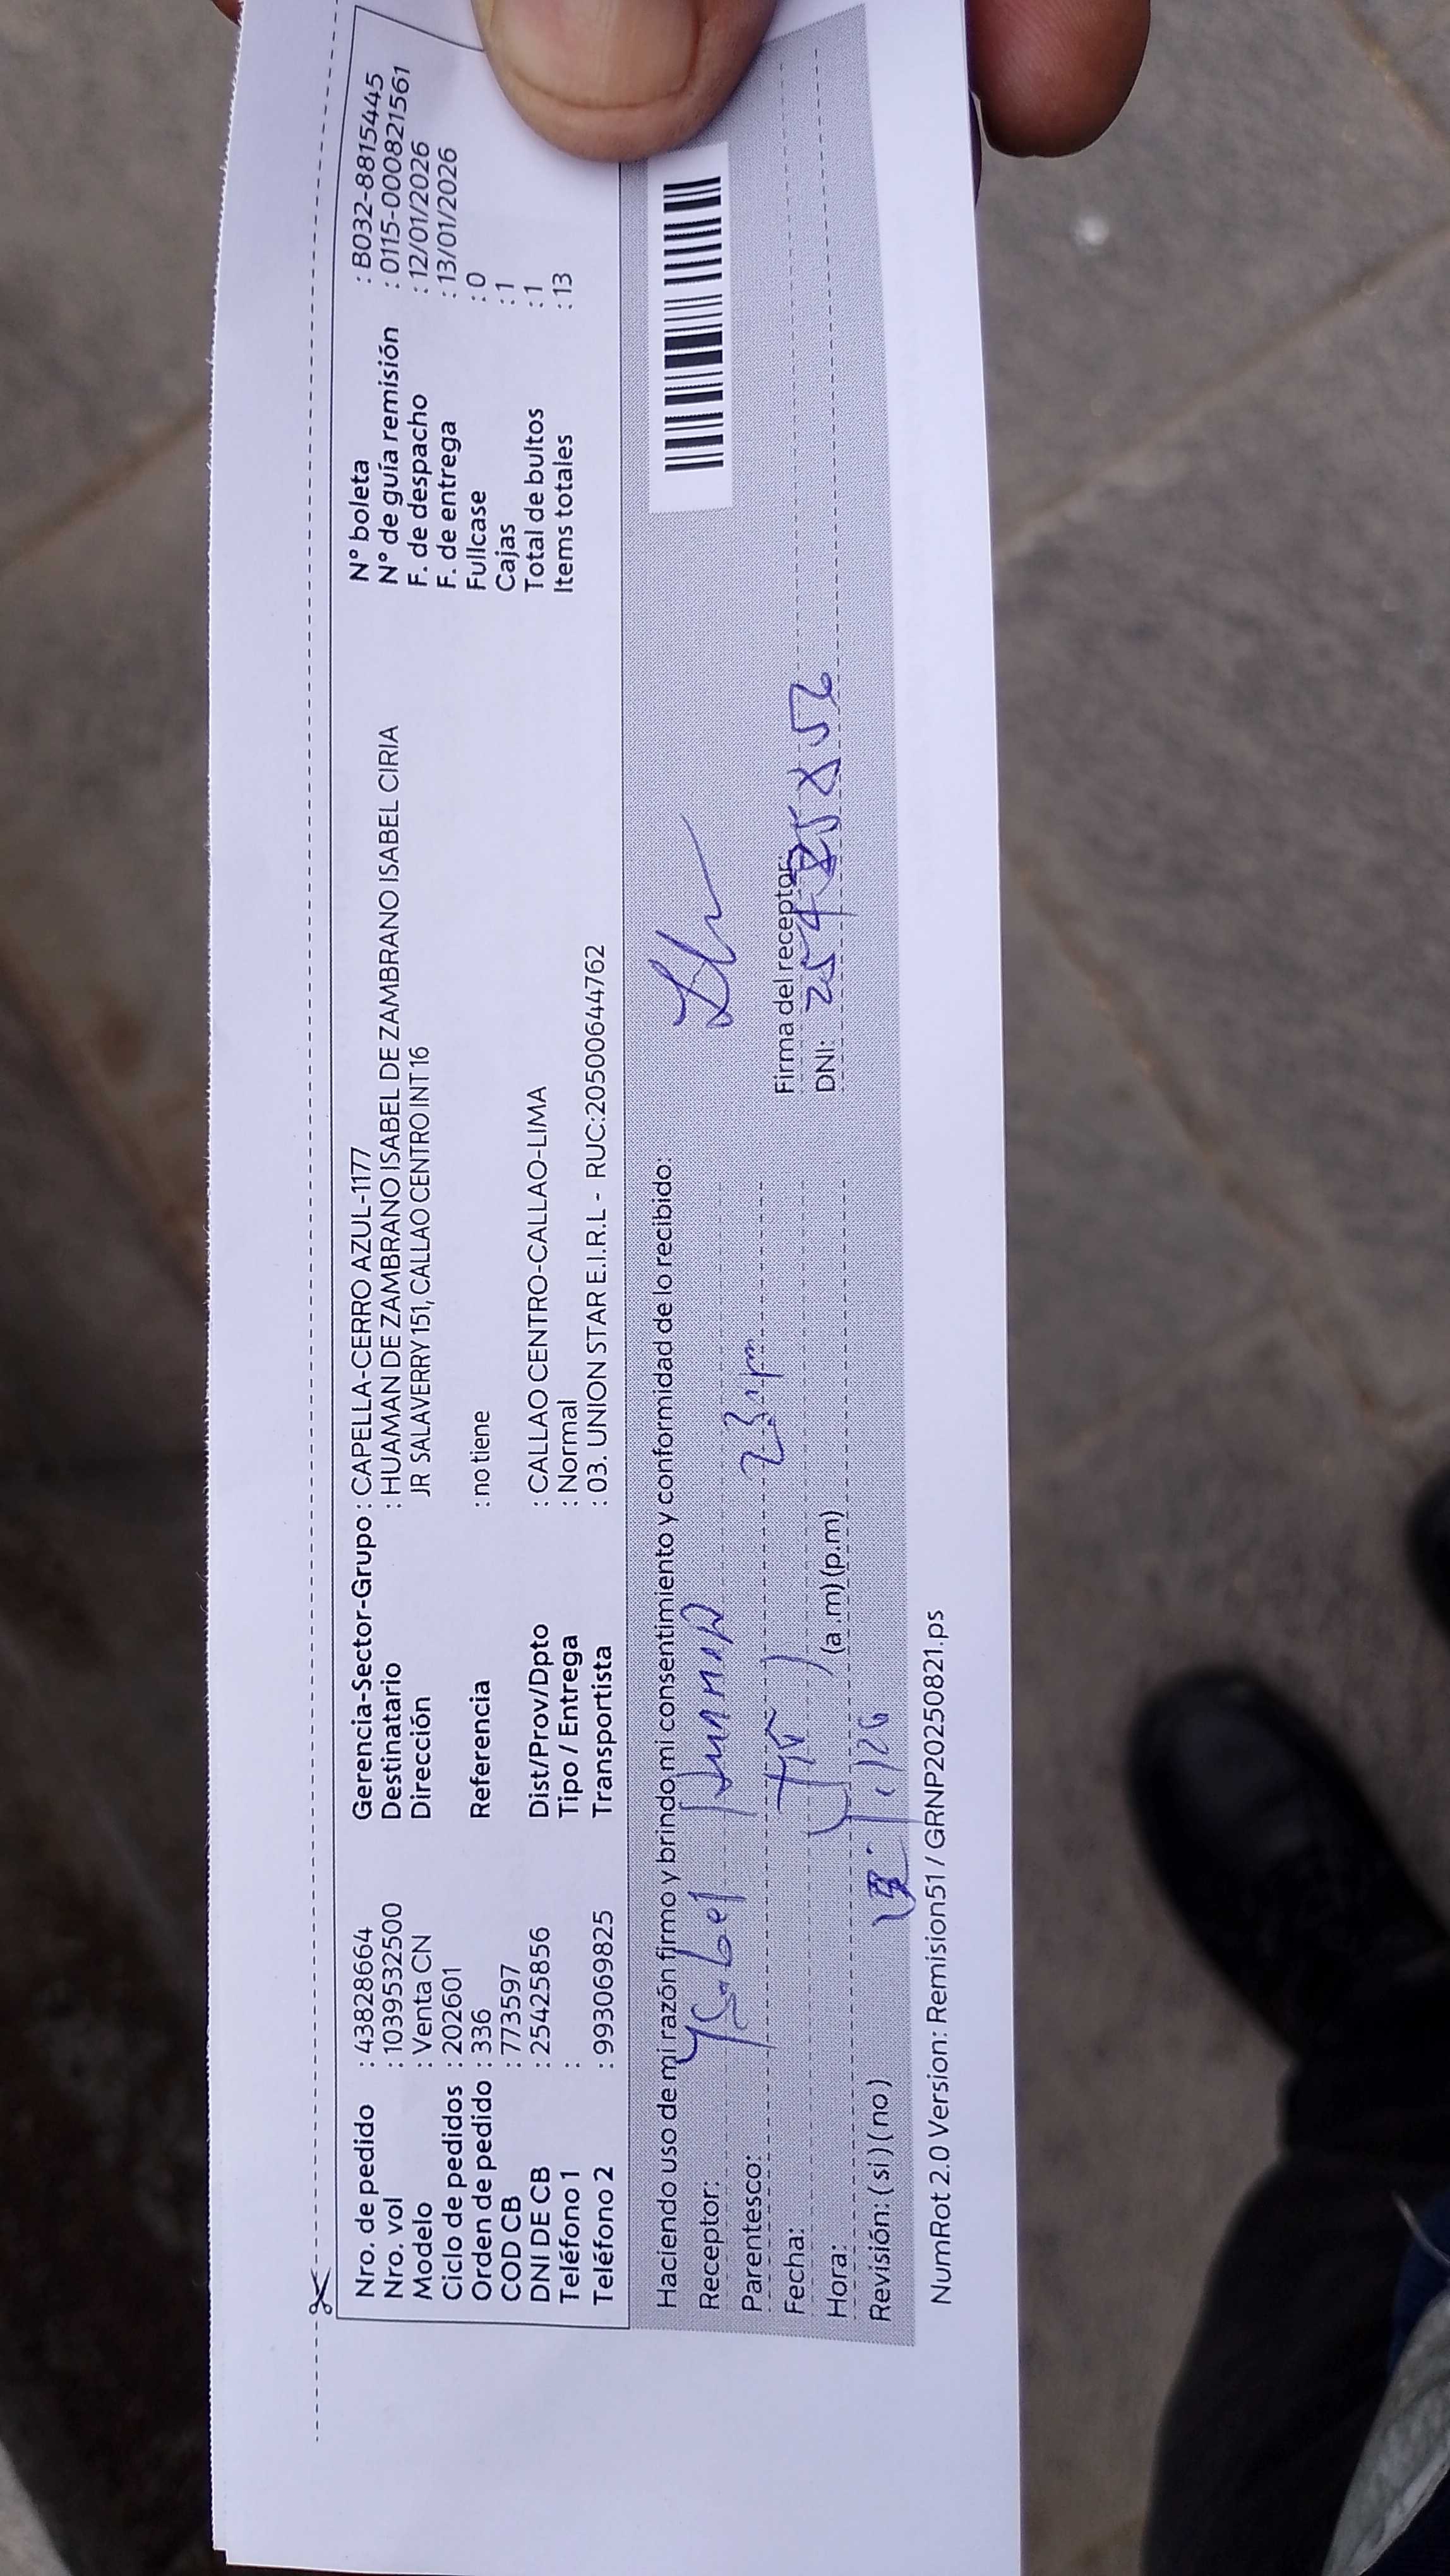 Nro. de pedido : 43828664
Nro. vol : 1039532500
Modelo : Venta CN
Ciclo de pedidos : 202601
Orden de pedido : 336
COD CB : 773597
DNI DE CB : 25425856
Teléfono 1 :
Teléfono 2 : 993069825
Gerencia-Sector-Grupo : CAPELLA-CERRO AZUL-1177
Destinatario : HUAMAN DE ZAMBRANO ISABEL DE ZAMBRANO ISABEL CIRIA
Dirección JR SALAVERRY 151, CALLAO CENTRO INT 16
Referencia : no tiene
Dist/Prov/Dpto : CALLAO CENTRO-CALLAO-LIMA
Tipo / Entrega : Normal
Transportista : 03. UNION STAR E.I.R.L - RUC:20500644762
N° boleta : B032-8815445
N° de guía remisión : 0115-000821561
F. de despacho : 12/01/2026
F. de entrega : 13/01/2026
Fullcase : 0
Cajas : 1
Total de bultos : 1
Items totales : 13
Haciendo uso de mi razón firmo y brindo mi consentimiento y conformidad de lo recibido:
Receptor: Ysabel Huaman
Parentesco:
Fecha:
Hora: (a .m) (p.m)
Revisión: ( si ) ( no )
Firma del receptor:
DNI:
NumRot 2.0 Version: Remision51 / GRNP20250821.ps